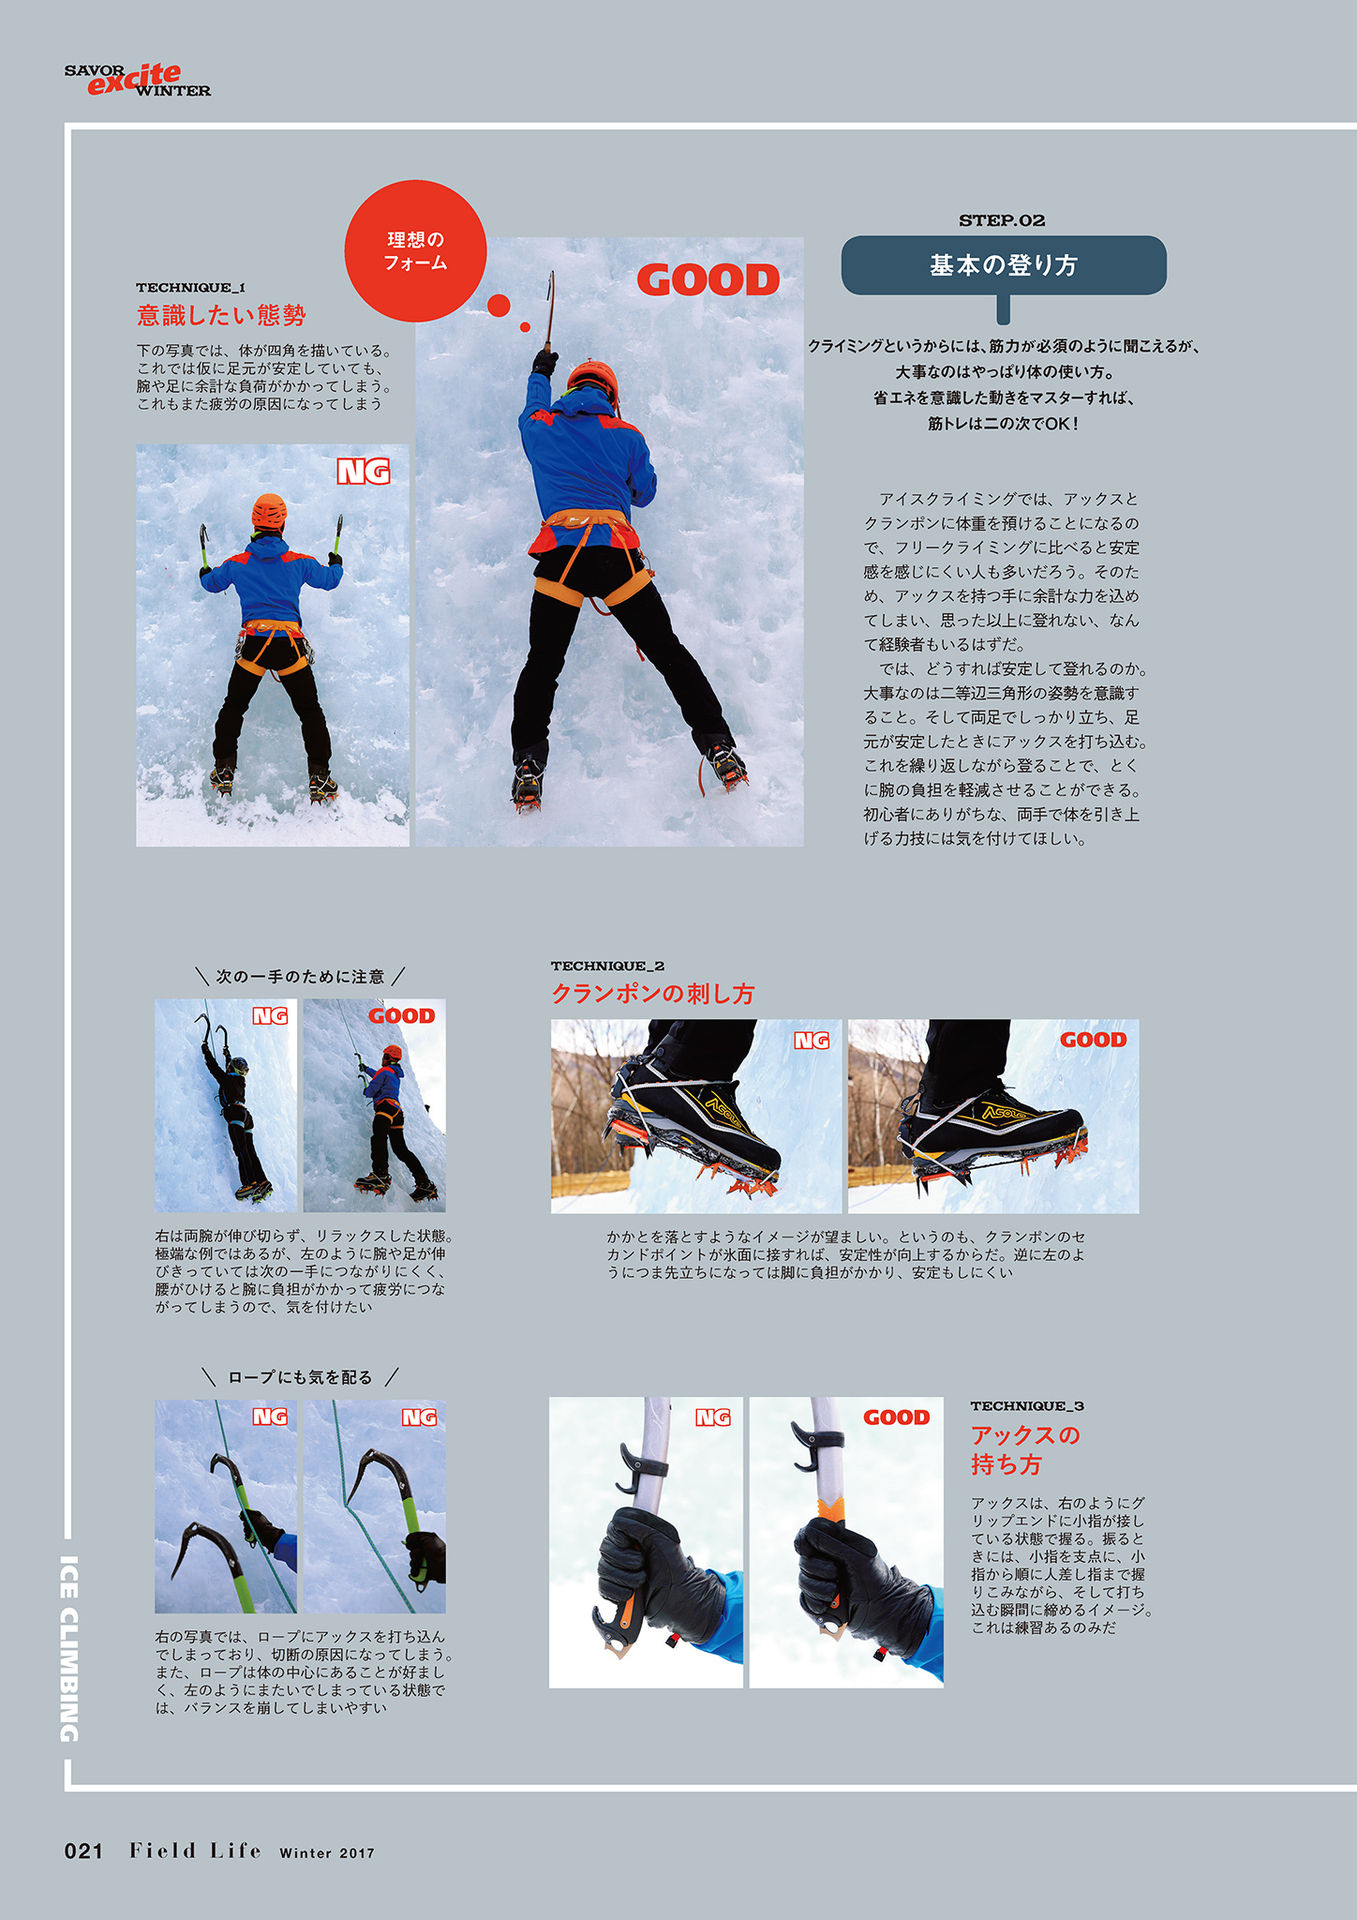 SAVOR
excite
WINTER
STEP.02
基本の登り方
クライミングというからには、筋力が必須のように聞こえるが、
大事なのはやっぱり体の使い方。
省エネを意識した動きをマスターすれば、
筋トレは二の次でOK！
アイスクライミングでは、アックスと
クランポンに体重を預けることになるの
で、フリークライミングに比べると安定
感を感じにくい人も多いだろう。そのた
め、アックスを持つ手に余計な力を込め
てしまい、思った以上に登れない、なん
て経験者もいるはずだ。
では、どうすれば安定して登れるのか。
大事なのは二等辺三角形の姿勢を意識す
ること。そして両足でしっかり立ち、足
元が安定したときにアックスを打ち込む。
これを繰り返しながら登ることで、とく
に腕の負担を軽減させることができる。
初心者にありがちな、両手で体を引き上
げる力技には気を付けてほしい。
理想の
フォーム
GOOD
TECHNIQUE_1
意識したい態勢
下の写真では、体が四角を描いている。
これでは仮に足元が安定していても、
腕や足に余計な負荷がかかってしまう。
これもまた疲労の原因になってしまう
NG
次の一手のために注意
NG
GOOD
右は両腕が伸び切らず、リラックスした状態。
極端な例ではあるが、左のように腕や足が伸
びきっていては次の一手につながりにくく、
腰がひけると腕に負担がかかって疲労につな
がってしまうので、気を付けたい
TECHNIQUE_2
クランポンの刺し方
NG
GOOD
ASOLO
かかとを落とすようなイメージが望ましい。というのも、クランポンのセ
カンドポイントが氷面に接すれば、安定性が向上するからだ。逆に左のよ
うにつま先立ちになっては脚に負担がかかり、安定もしにくい
ロープにも気を配る
NG
NG
右の写真では、ロープにアックスを打ち込ん
でしまっており、切断の原因になってしまう。
また、ロープは体の中心にあることが好まし
く、左のようにまたいでしまっている状態で
は、バランスを崩してしまいやすい
NG
GOOD
TECHNIQUE_3
アックスの
持ち方
アックスは、右のようにグ
リップエンドに小指が接し
ている状態で握る。振ると
きには、小指を支点に、小
指から順に人差し指まで握
りこみながら、そして打ち
込む瞬間に締めるイメージ。
これは練習あるのみだ
ICE CLIMBING
021 Field Life Winter 2017